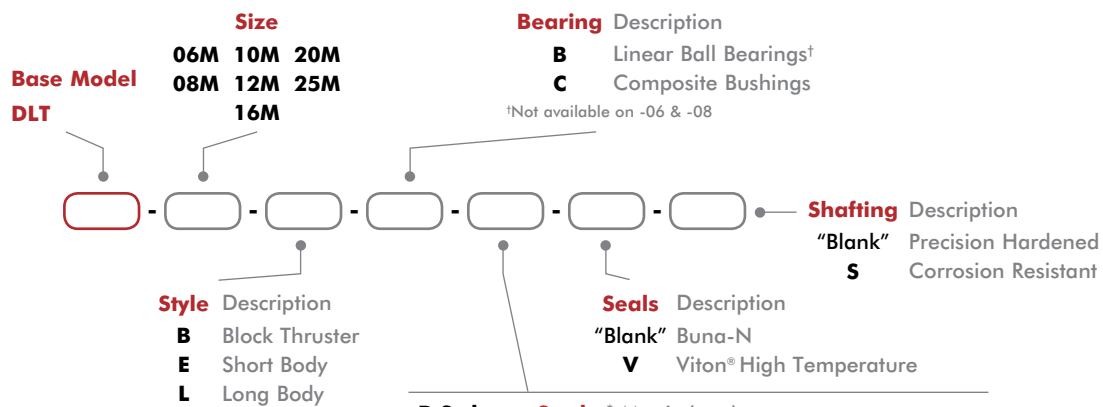 Size
06M 10M 20M
08M 12M 25M
16M
Base Model
DLT
Bearing Description
B Linear Ball Bearings†
C Composite Bushings
†Not available on -06 & -08
- - - - - -
Shafting Description
“Blank” Precision Hardened
S Corrosion Resistant
Style Description
B Block Thruster
E Short Body
L Long Body
Seals Description
“Blank” Buna-N
V Viton® High Temperature